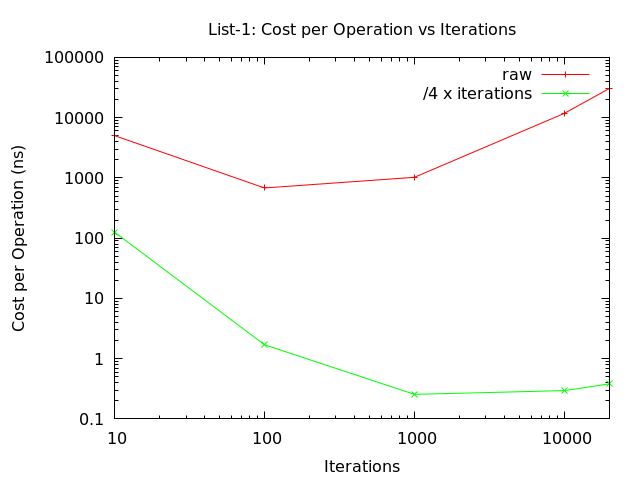 List-1: Cost per Operation vs Iterations
100000
10000
1000
100
10
1
0.1
Cost per Operation (ns)
raw
/4 x iterations
10 100 1000 10000
Iterations